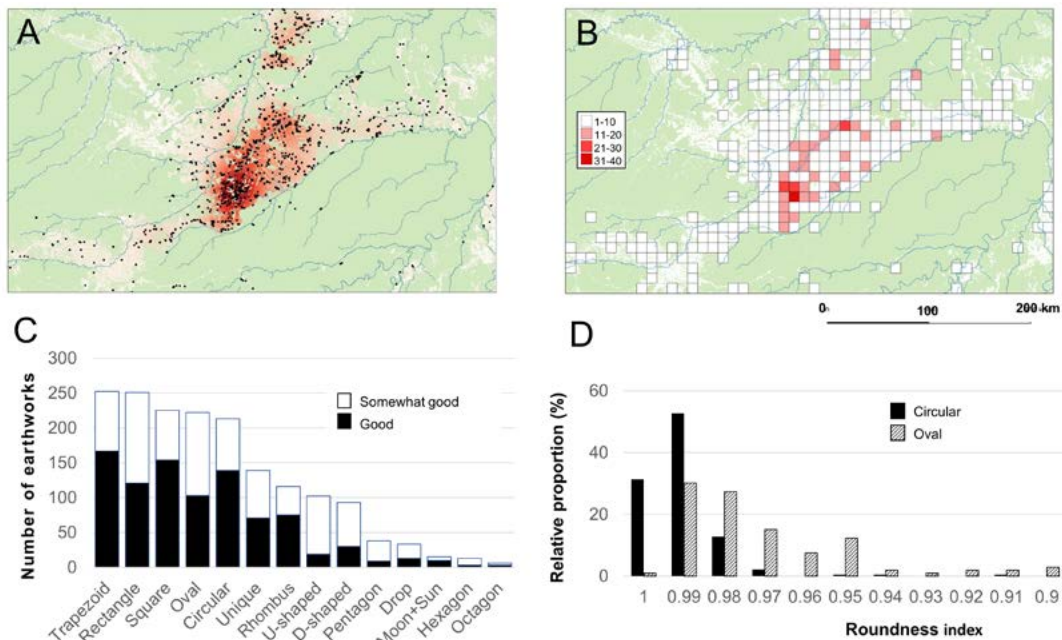 A
B
1-10
11-20
21-30
31-40
0 100 200 km
C
Number of earthworks
300
250
200
150
100
50
0
Somewhat good
Good
Trapezoid
Rectangle
Square
Oval
Circular
Unique
Rhombus
U-shaped
D-shaped
Pentagon
Drop
Moon+Sun
Hexagon
Octagon
D
Relative proportion (%)
60
40
20
0
Circular
Oval
1 0.99 0.98 0.97 0.96 0.95 0.94 0.93 0.92 0.91 0.9
Roundness index